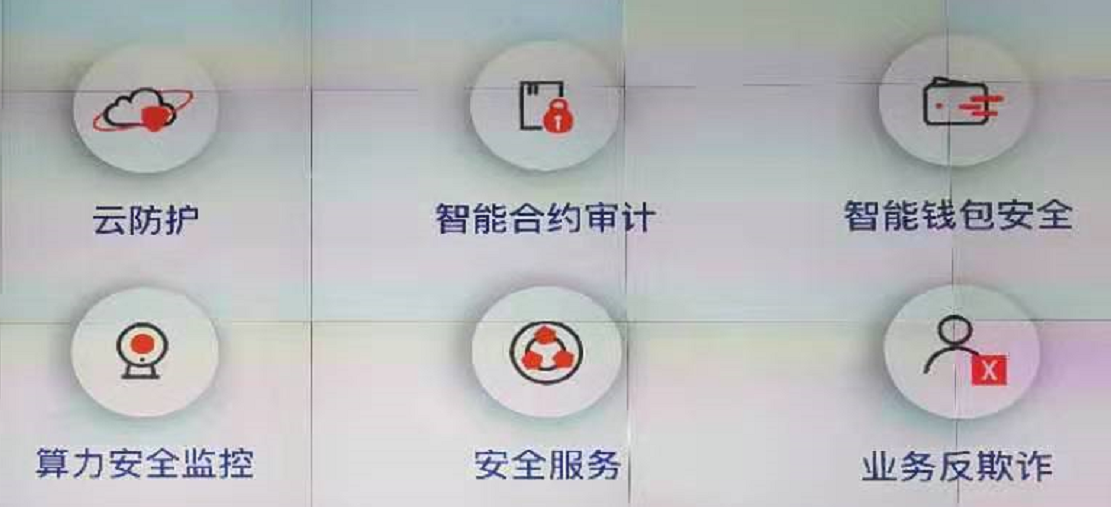 云防护
智能合约审计
智能钱包安全
算力安全监控
安全服务
业务反欺诈